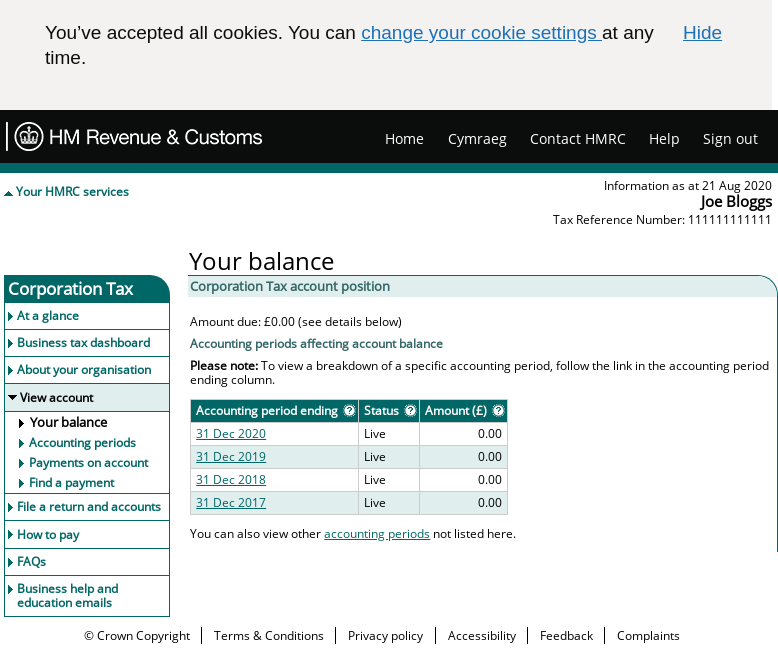 You’ve accepted all cookies. You can change your cookie settings at any Hide
time.
HM Revenue & Customs Home Cymraeg Contact HMRC Help Sign out
Your HMRC services
Information as at 21 Aug 2020
Joe Bloggs
Tax Reference Number: 111111111111
Your balance
Corporation Tax
At a glance
Business tax dashboard
About your organisation
View account
Your balance
Accounting periods
Payments on account
Find a payment
File a return and accounts
How to pay
FAQs
Business help and
education emails
Corporation Tax account position
Amount due: £0.00 (see details below)
Accounting periods affecting account balance
Please note: To view a breakdown of a specific accounting period, follow the link in the accounting period
ending column.
Accounting period ending ? Status ? Amount (£) ?
31 Dec 2020 Live 0.00
31 Dec 2019 Live 0.00
31 Dec 2018 Live 0.00
31 Dec 2017 Live 0.00
You can also view other accounting periods not listed here.
© Crown Copyright Terms & Conditions Privacy policy Accessibility Feedback Complaints